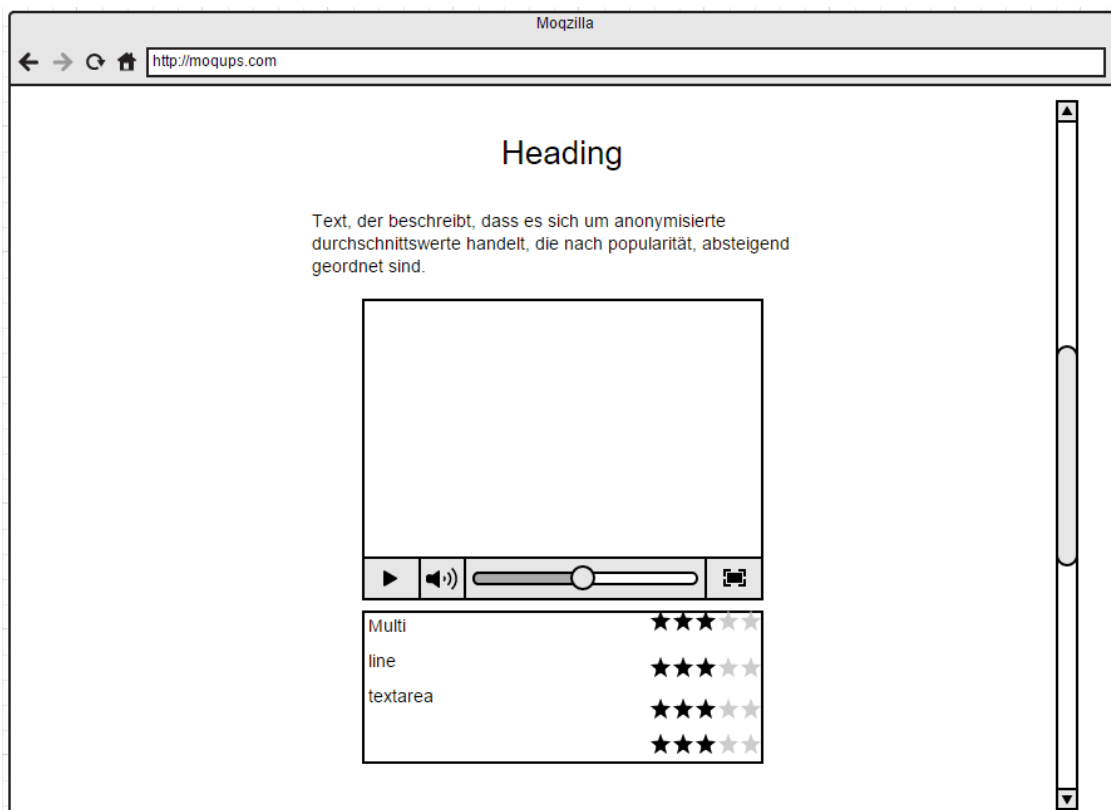 Moqzilla
http://moqups.com
Heading
Text, der beschreibt, dass es sich um anonymisierte
durchschnittswerte handelt, die nach popularität, absteigend
geordnet sind.
Multi
line
textarea